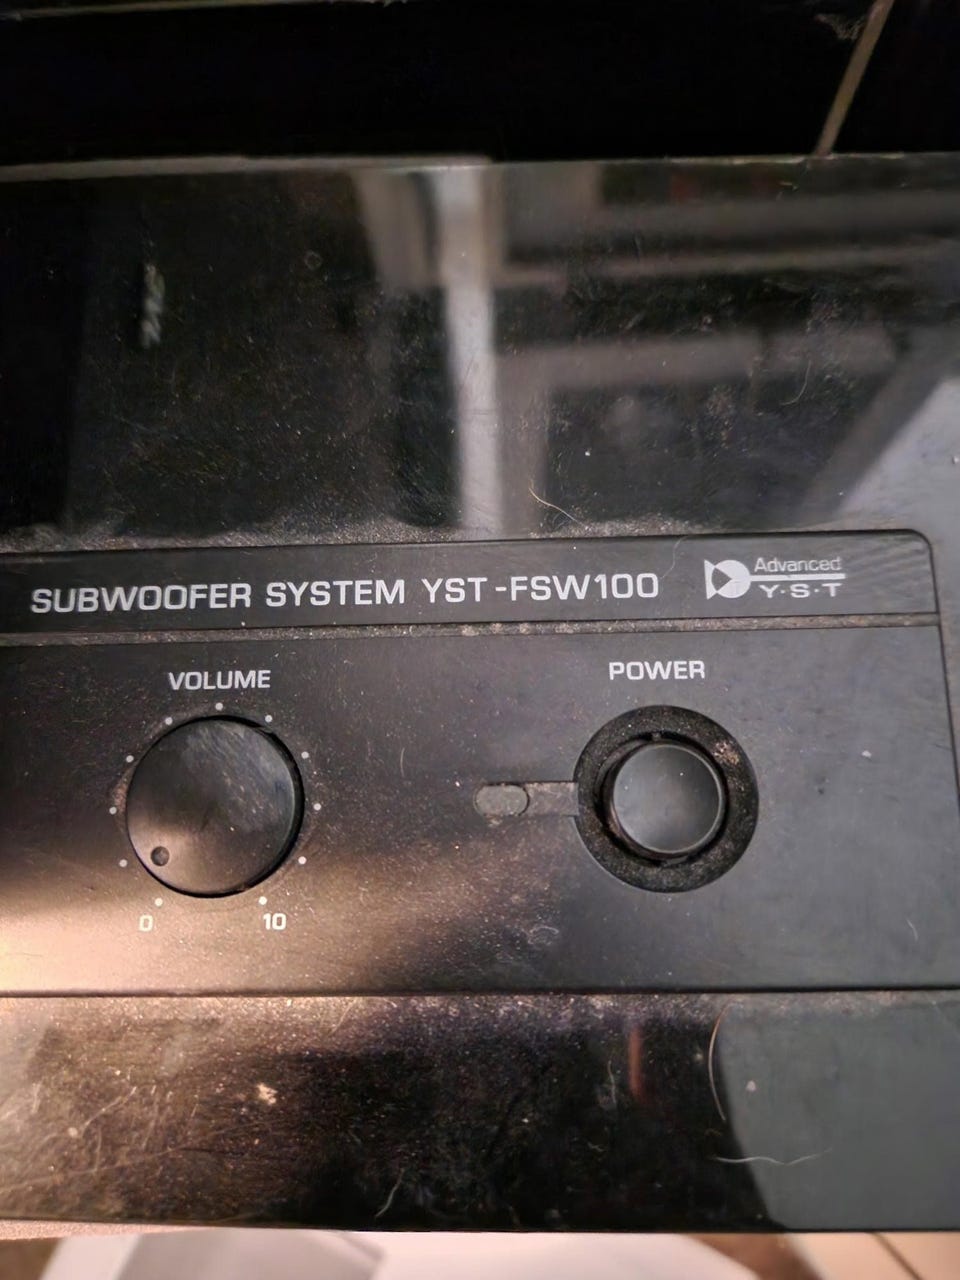 SUBWOOFER SYSTEM YST-FSW100
Advanced
Y·S·T
VOLUME
POWER
0
10